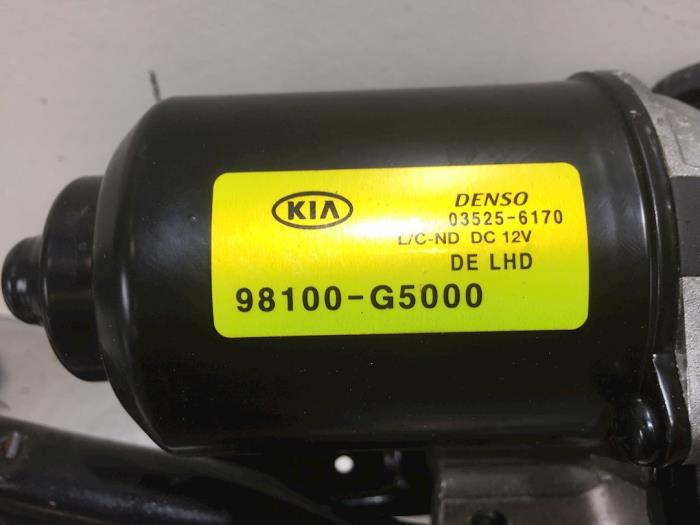 KIA
DENSO
03525-6170
L/C-ND DC 12V
DE LHD
98100-G5000